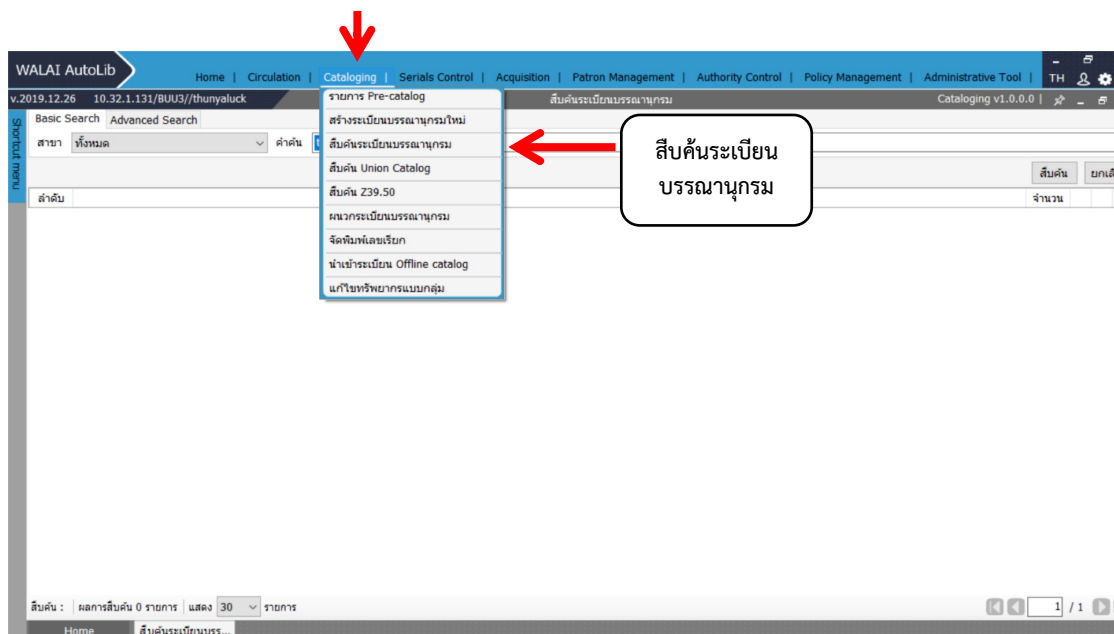 WALAI AutoLib
Home | Circulation | Cataloging | Serials Control | Acquisition | Patron Management | Authority Control | Policy Management | Administrative Tool | TH
v.2019.12.26 10.32.1.131/BUU3//thunyaluck สืบค้นระเบียนบรรณานุกรม Cataloging v1.0.0.0 |
Shortcut menu
Basic Search Advanced Search
สาขา ทั้งหมด คำค้น
รายการ Pre-catalog
สร้างระเบียนบรรณานุกรมใหม่
สืบค้นระเบียนบรรณานุกรม
สืบค้น Union Catalog
สืบค้น Z39.50
ผนวกระเบียนบรรณานุกรม
จัดพิมพ์เลขเรียก
นำเข้าระเบียน Offline catalog
แก้ไขทรัพยากรแบบกลุ่ม
สืบค้นระเบียน
บรรณานุกรม
สืบค้น
ลำดับ จำนวน
สืบค้น : ผลการสืบค้น 0 รายการ แสดง 30 รายการ 1 / 1
Home สืบค้นระเบียนบรร...